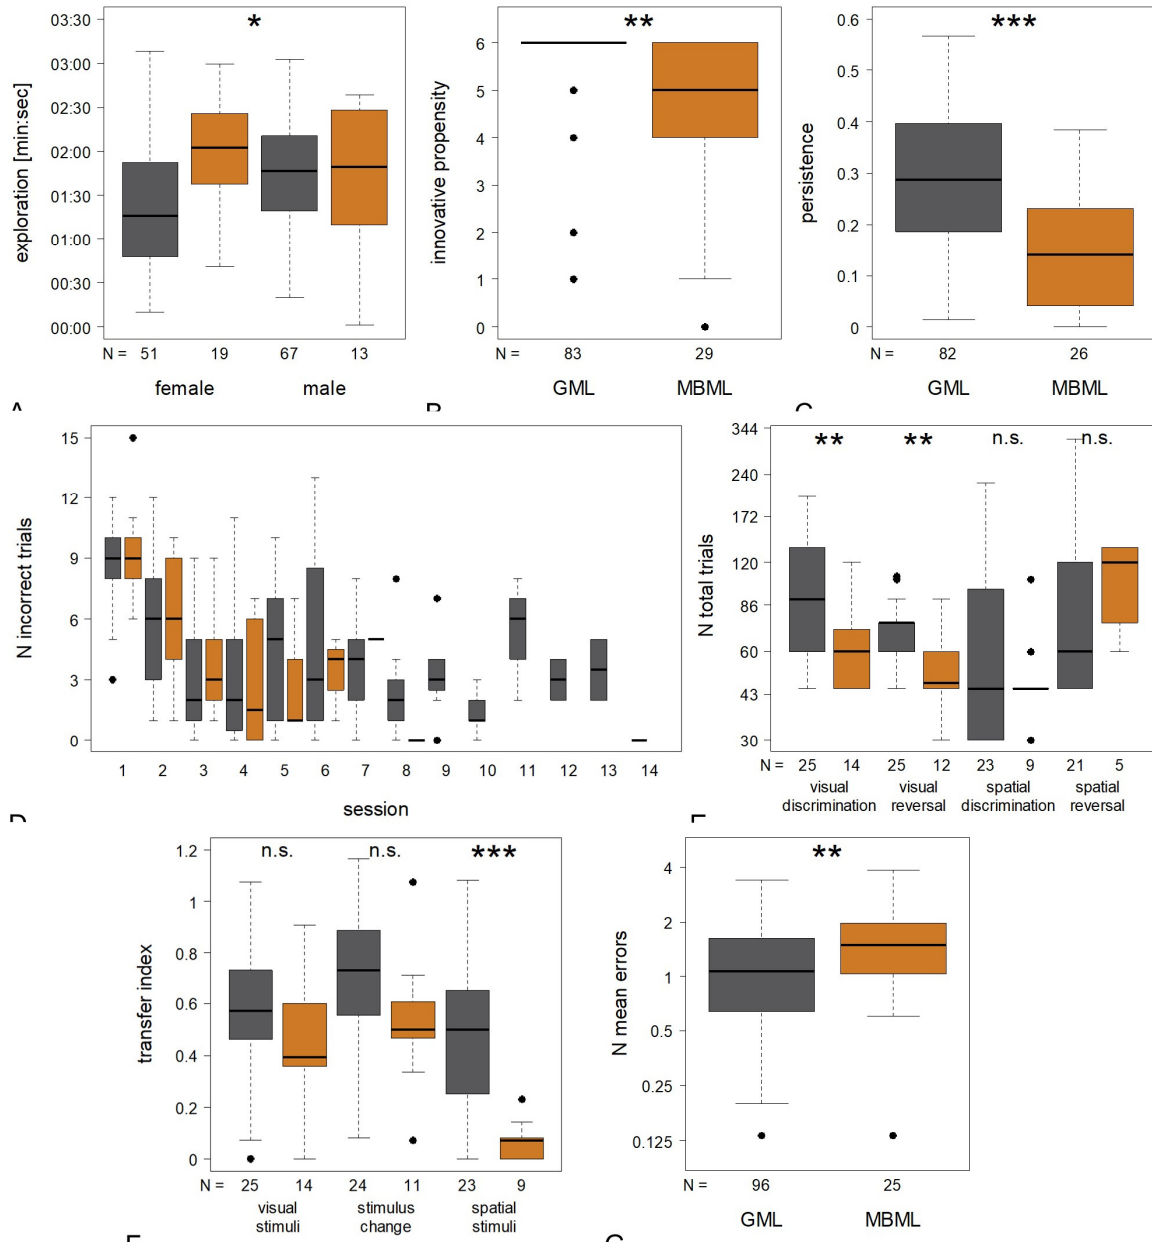 exploration [min:sec]
03:30
03:00
02:30
02:00
01:30
01:00
00:30
00:00
*
N = 51 19 67 13
female male
A
innovative propensity
6
5
4
3
2
1
0
**
N = 83 29
GML MBML
B
persistence
0.6
0.5
0.4
0.3
0.2
0.1
0
***
N = 82 26
GML MBML
C
N incorrect trials
15
12
9
6
3
0
1 2 3 4 5 6 7 8 9 10 11 12 13 14
session
D
N total trials
344
240
172
120
86
60
43
30
** ** n.s. n.s.
N = 25 14 25 12 23 9 21 5
visual visual spatial spatial
discrimination reversal discrimination reversal
transfer index
1.2
1
0.8
0.6
0.4
0.2
0
n.s. n.s. ***
N = 25 14 24 11 23 9
visual stimulus spatial
stimuli change stimuli
N mean errors
4
2
1
0.5
0.25
0.125
**
N = 96 25
GML MBML